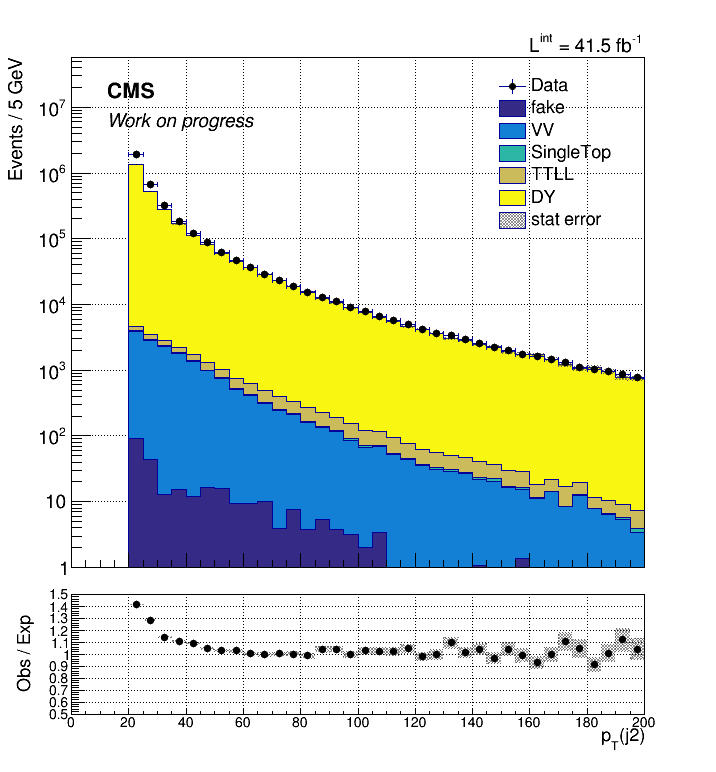 L^int = 41.5 fb^-1
Events / 5 GeV
CMS
Work on progress
Data
fake
VV
SingleTop
TTLL
DY
stat error
10^7
10^6
10^5
10^4
10^3
10^2
10
1
Obs / Exp
1.5
1.4
1.3
1.2
1.1
1
0.9
0.8
0.7
0.6
0.5
0 20 40 60 80 100 120 140 160 180 200
p_T(j2)